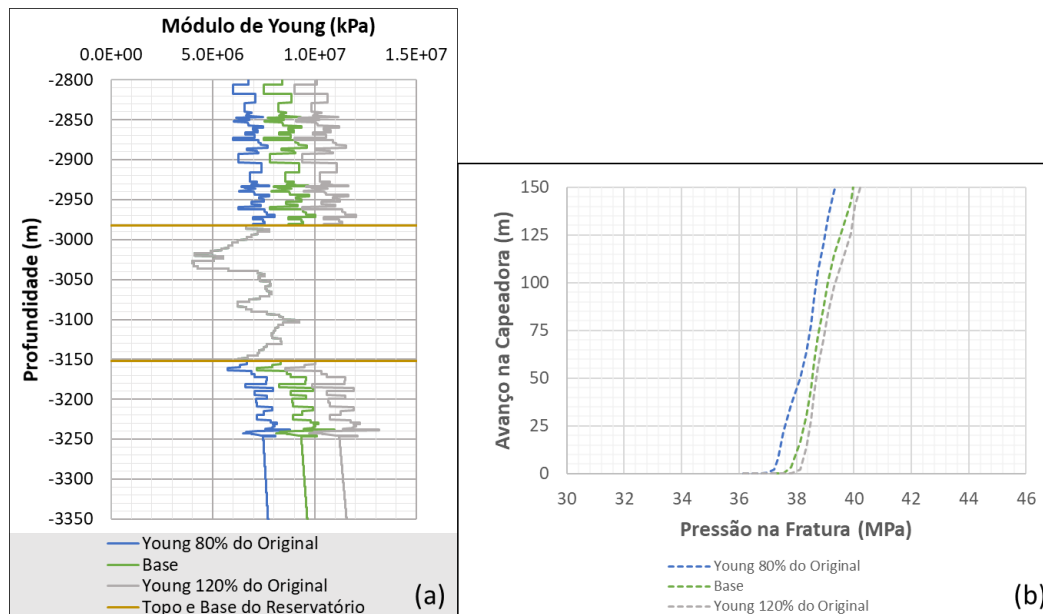 Módulo de Young (kPa)
0.0E+00 5.0E+06 1.0E+07 1.5E+07
-2800
-2850
-2900
-2950
-3000
-3050
-3100
-3150
-3200
-3250
-3300
-3350
Profundidade (m)
Young 80% do Original
Base
Young 120% do Original
Topo e Base do Reservatório
(a)
150
125
100
75
50
25
0
Avanço na Capeadora (m)
30 32 34 36 38 40 42 44 46
Pressão na Fratura (MPa)
Young 80% do Original
Base
Young 120% do Original
(b)